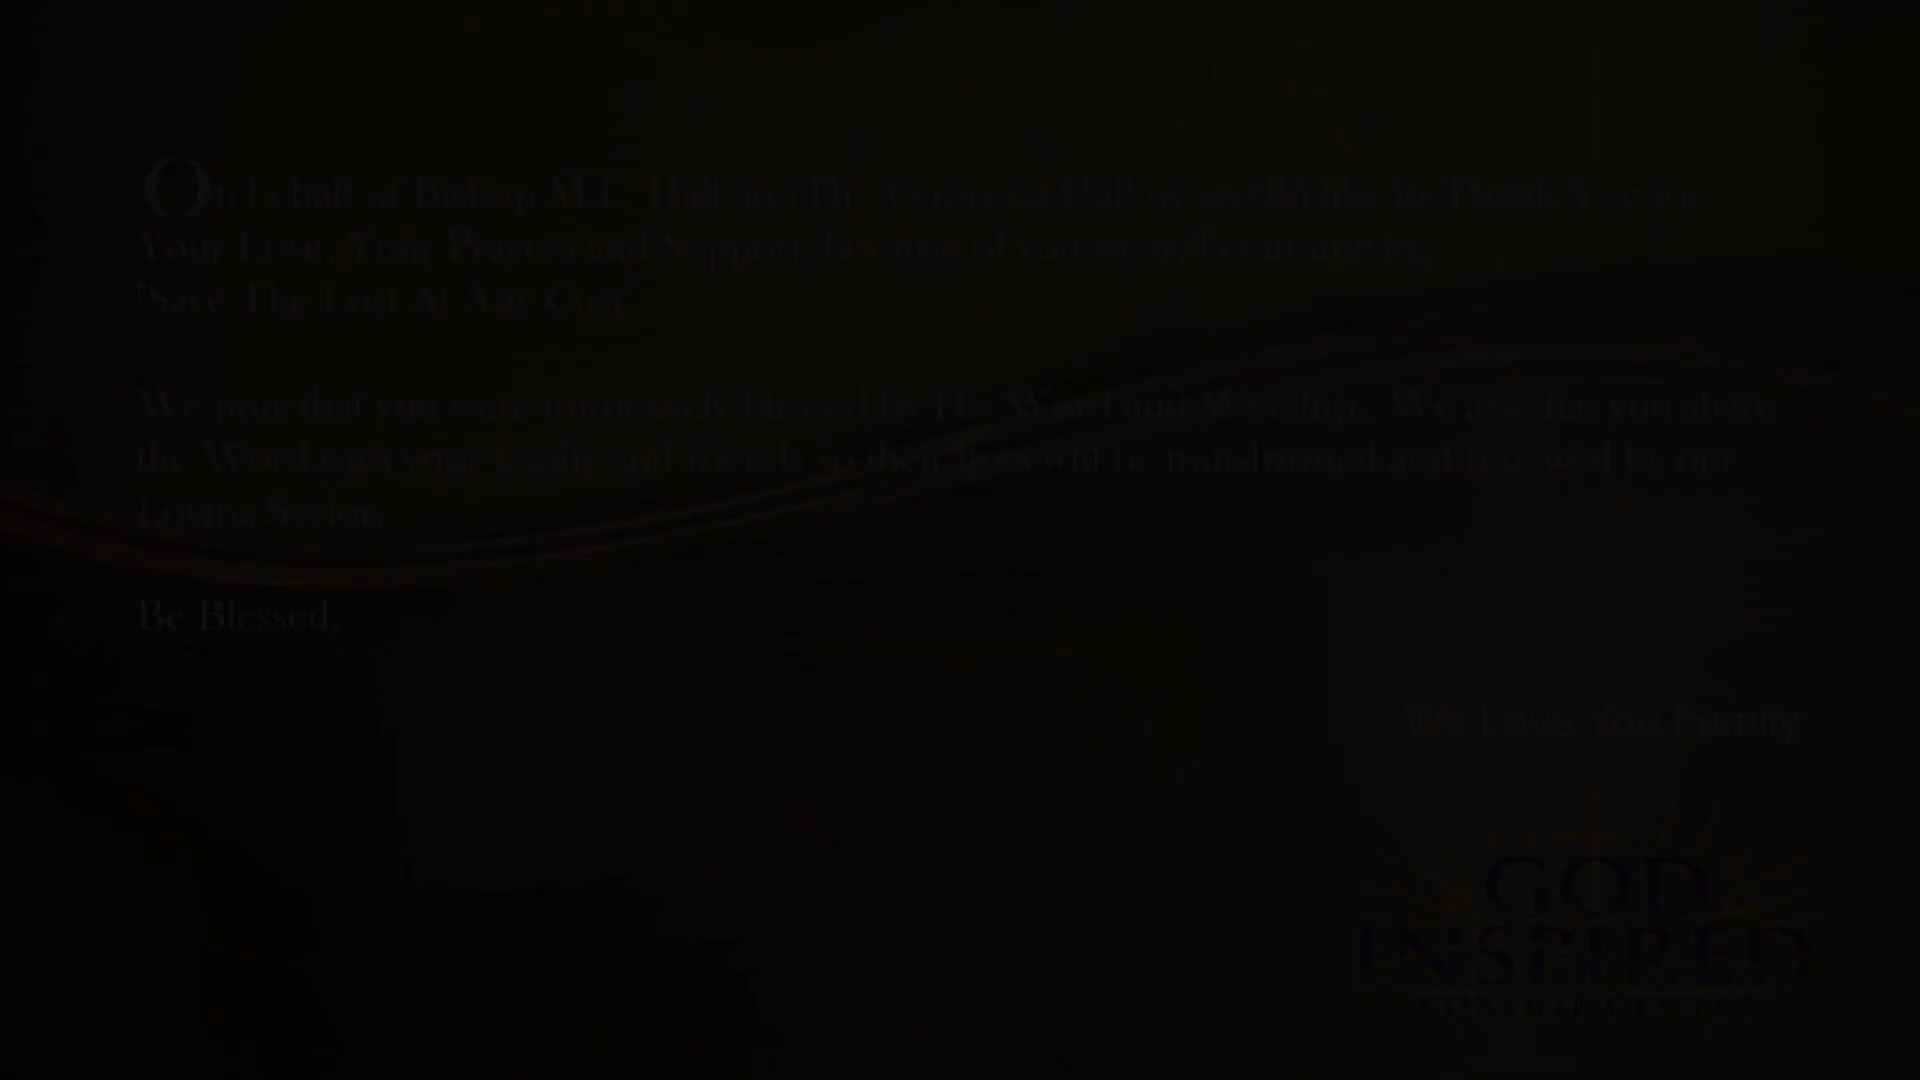 On behalf of Bishop M.L. Hall and Dr. Veronica Hall we would like to Thank You for
Your Love, Your Prayers and Support, because of you we will continue to
"Save The Lost At Any Cost"
We pray that you were immensely blessed by His Word and Worship. We ask that you share
the Word with your family and friends so their lives will be transformed and renewed by our
Loving Savior.
Be Blessed,
We Love You Family
GOD
INSPIRED
WORSHIP CENTER